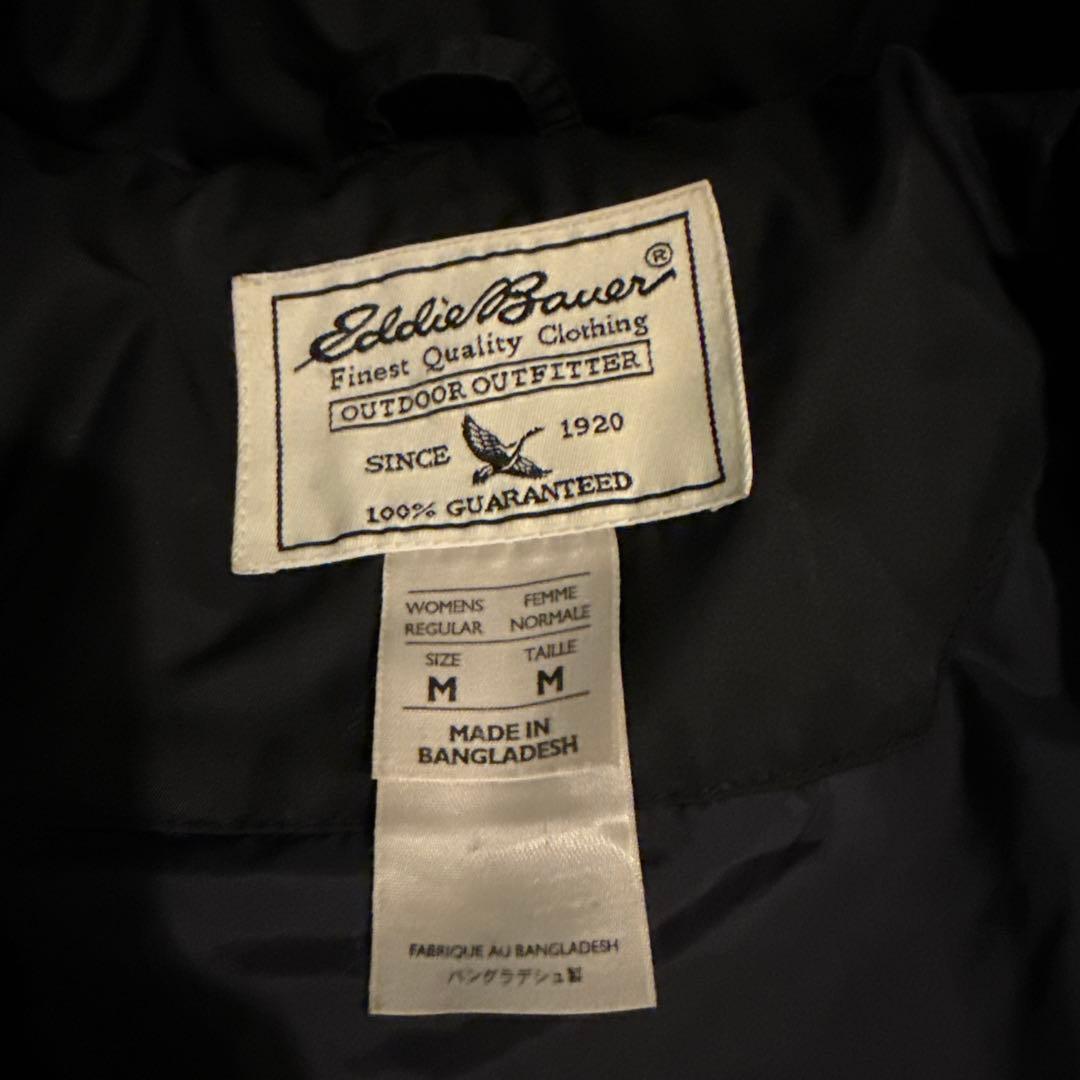 Eddie Bauer®
Finest Quality Clothing
OUTDOOR OUTFITTER
SINCE 1920
100% GUARANTEED
WOMENS FEMME
REGULAR NORMALE
SIZE TAILLE
M M
MADE IN
BANGLADESH
FABRIQUE AU BANGLADESH
バングラデシュ製